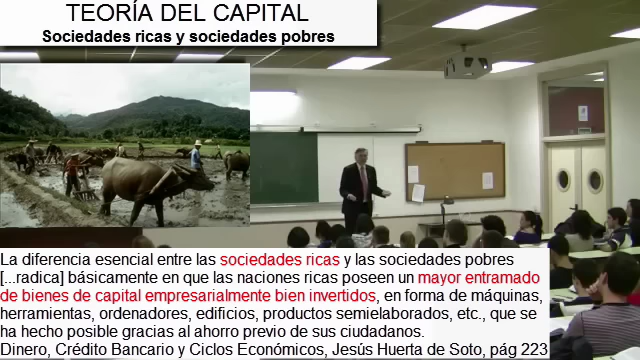 TEORÍA DEL CAPITAL
Sociedades ricas y sociedades pobres
La diferencia esencial entre las sociedades ricas y las sociedades pobres
[...radica] básicamente en que las naciones ricas poseen un mayor entramado
de bienes de capital empresarialmente bien invertidos, en forma de máquinas,
herramientas, ordenadores, edificios, productos semielaborados, etc., que se
ha hecho posible gracias al ahorro previo de sus ciudadanos.
Dinero, Crédito Bancario y Ciclos Económicos, Jesús Huerta de Soto, pág 223